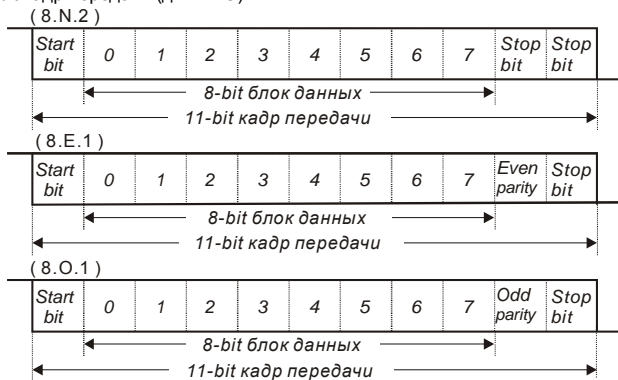 ( 8.N.2 )
Start bit 0 1 2 3 4 5 6 7 Stop bit Stop bit
8-bit блок данных
11-bit кадр передачи
( 8.E.1 )
Start bit 0 1 2 3 4 5 6 7 Even parity Stop bit
8-bit блок данных
11-bit кадр передачи
( 8.O.1 )
Start bit 0 1 2 3 4 5 6 7 Odd parity Stop bit
8-bit блок данных
11-bit кадр передачи